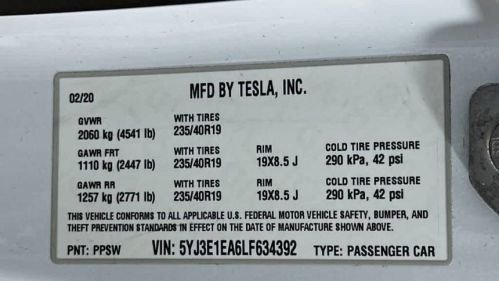 02/20 MFD BY TESLA, INC.
GVWR WITH TIRES
2060 kg (4541 lb) 235/40R19
GAWR FRT WITH TIRES RIM COLD TIRE PRESSURE
1110 kg (2447 lb) 235/40R19 19X8.5 J 290 kPa, 42 psi
GAWR RR WITH TIRES RIM COLD TIRE PRESSURE
1257 kg (2771 lb) 235/40R19 19X8.5 J 290 kPa, 42 psi
THIS VEHICLE CONFORMS TO ALL APPLICABLE U.S. FEDERAL MOTOR VEHICLE SAFETY, BUMPER, AND
THEFT PREVENTION STANDARDS IN EFFECT ON THE DATE OF MANUFACTURE SHOWN ABOVE.
PNT: PPSW VIN: 5YJ3E1EA6LF634392 TYPE: PASSENGER CAR